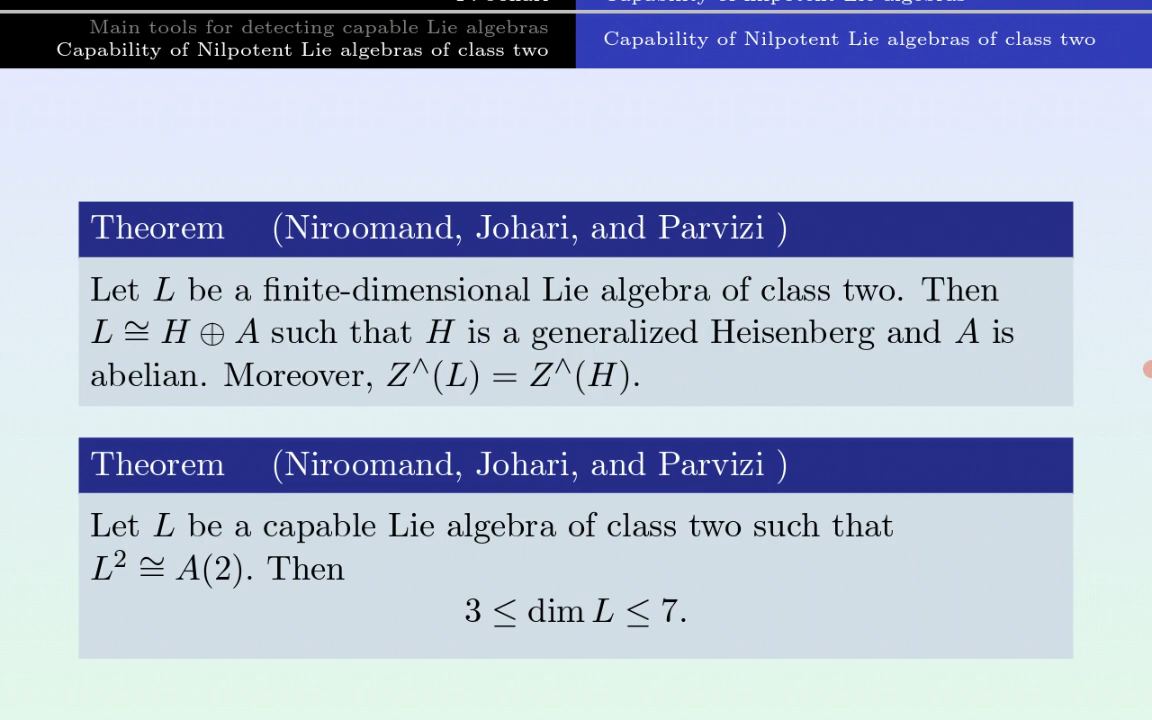 Main tools for detecting capable Lie algebras
Capability of Nilpotent Lie algebras of class two
Capability of Nilpotent Lie algebras of class two
Theorem (Niroomand, Johari, and Parvizi )
Let L be a finite-dimensional Lie algebra of class two. Then
L ≅ H ⊕ A such that H is a generalized Heisenberg and A is
abelian. Moreover, Z^∧(L) = Z^∧(H).
Theorem (Niroomand, Johari, and Parvizi )
Let L be a capable Lie algebra of class two such that
L² ≅ A(2). Then
3 ≤ dim L ≤ 7.